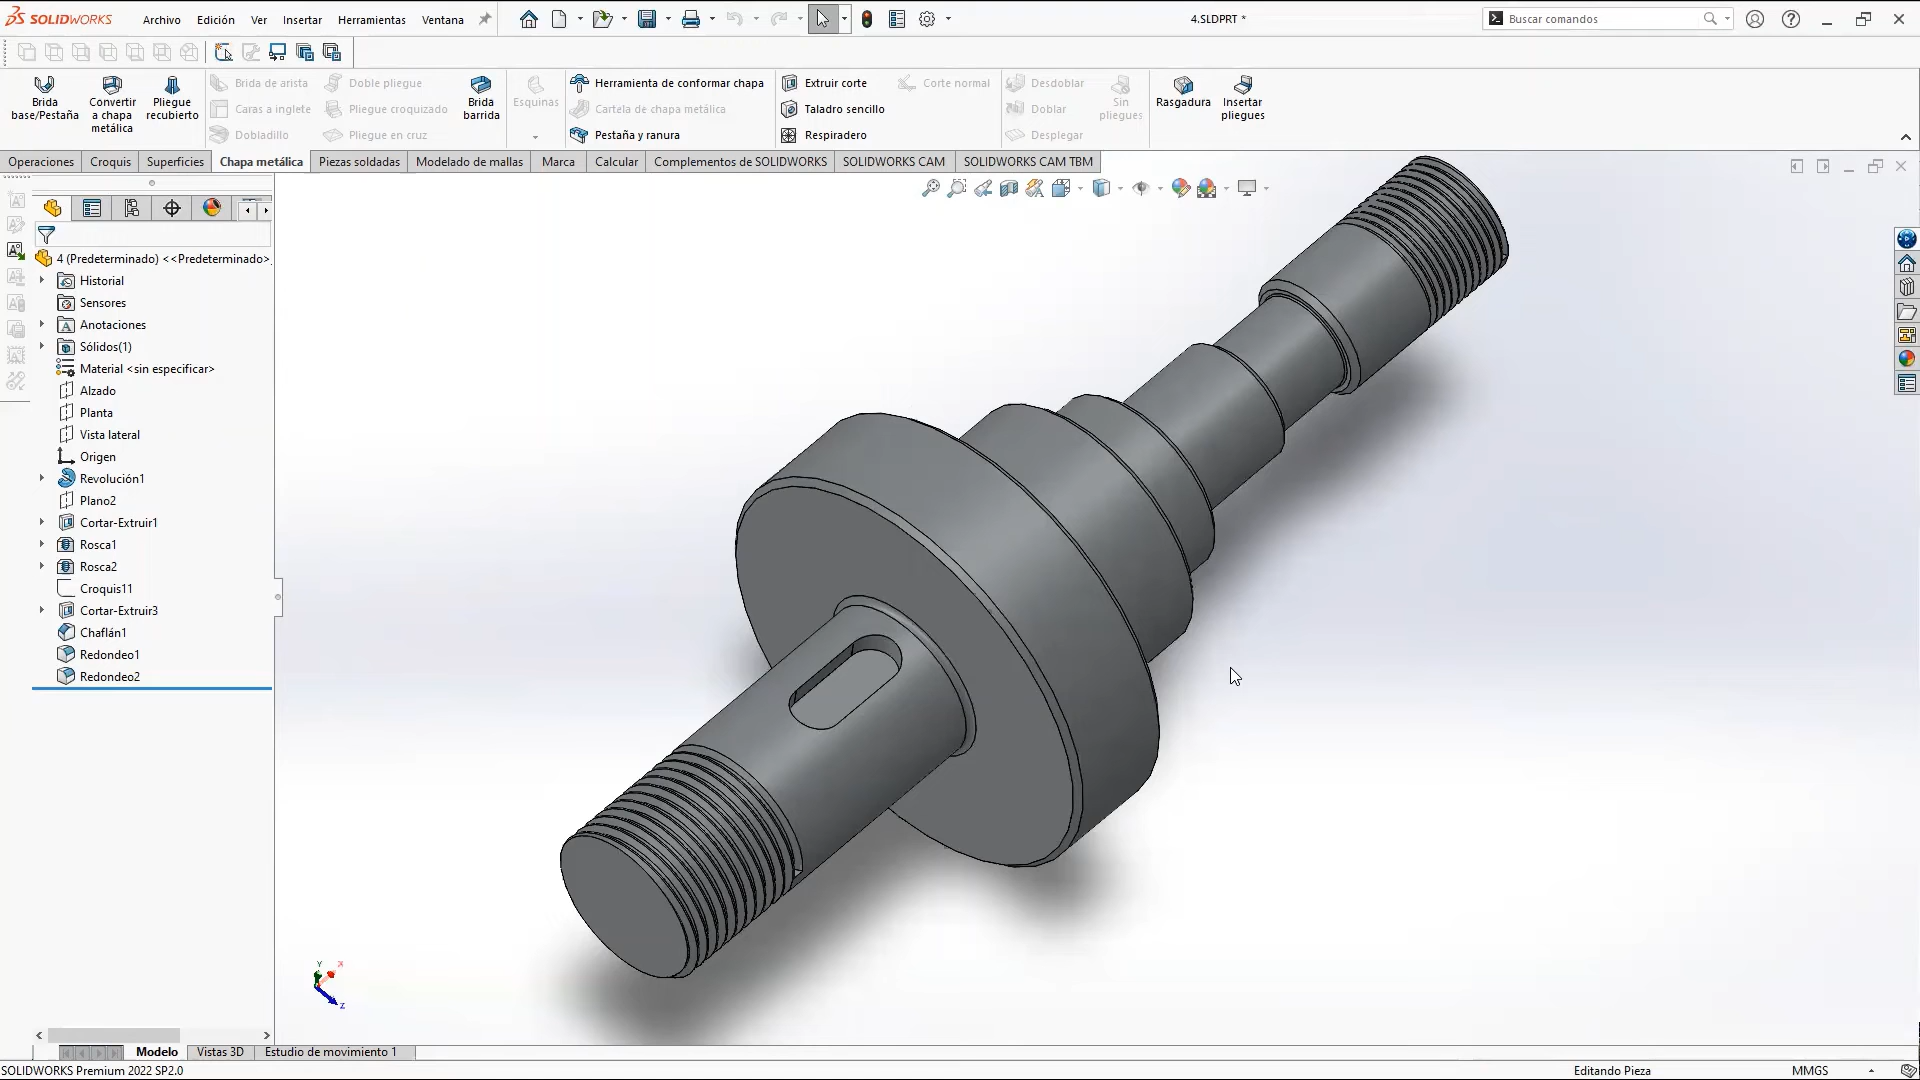 SOLIDWORKS Archivo Edición Ver Insertar Herramientas Ventana 4.SLDPRT * Buscar comandos
Brida base/Pestaña
Convertir a chapa metálica
Pliegue recubierto
Brida de arista
Caras a inglete
Dobladillo
Doble pliegue
Pliegue croquizado
Pliegue en cruz
Brida barrida
Esquinas
Herramienta de conformar chapa
Cartela de chapa metálica
Pestaña y ranura
Extruir corte
Taladro sencillo
Respiradero
Corte normal
Desdoblar
Doblar
Desplegar
Sin pliegues
Rasgadura
Insertar pliegues
Operaciones Croquis Superficies Chapa metálica Piezas soldadas Modelado de mallas Marca Calcular Complementos de SOLIDWORKS SOLIDWORKS CAM SOLIDWORKS CAM TBM
4 (Predeterminado) <<Predeterminado>
Historial
Sensores
Anotaciones
Sólidos(1)
Material <sin especificar>
Alzado
Planta
Vista lateral
Origen
Revolución1
Plano2
Cortar-Extruir1
Rosca1
Rosca2
Croquis11
Cortar-Extruir3
Chaflán1
Redondeo1
Redondeo2
Y X
Z
Modelo Vistas 3D Estudio de movimiento 1
SOLIDWORKS Premium 2022 SP2.0 Editando Pieza MMGS